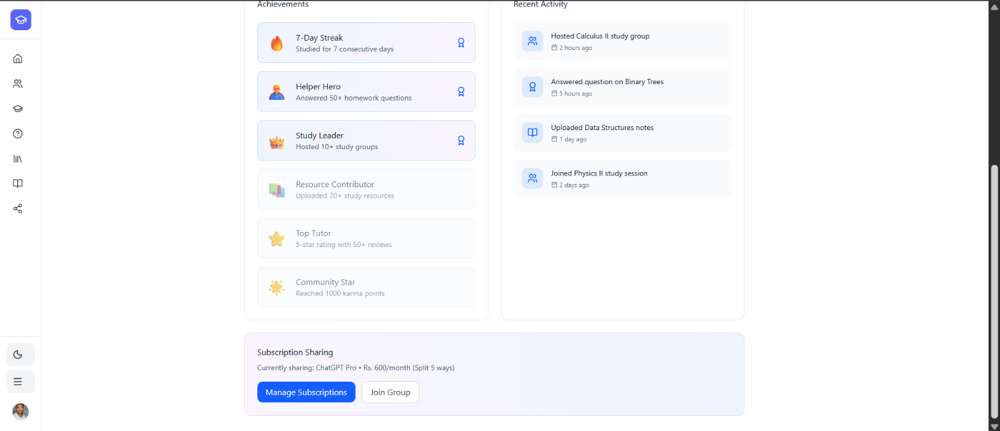 Achievements
7-Day Streak
Studied for 7 consecutive days
Helper Hero
Answered 50+ homework questions
Study Leader
Hosted 10+ study groups
Resource Contributor
Uploaded 20+ study resources
Top Tutor
5-star rating with 50+ reviews
Community Star
Reached 1000 karma points
Recent Activity
Hosted Calculus II study group
2 hours ago
Answered question on Binary Trees
5 hours ago
Uploaded Data Structures notes
1 day ago
Joined Physics II study session
2 days ago
Subscription Sharing
Currently sharing: ChatGPT Pro • Rs. 600/month (Split 5 ways)
Manage Subscriptions
Join Group